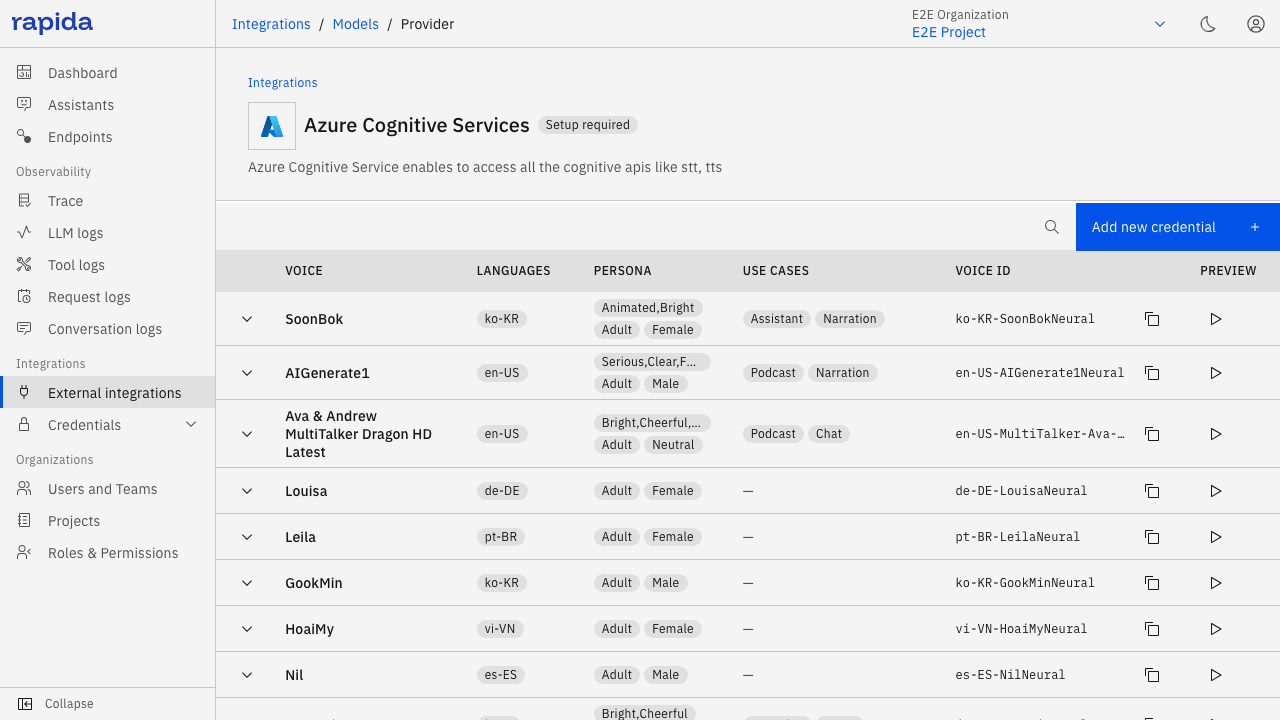 rapida
Integrations / Models / Provider
E2E Organization
E2E Project
Dashboard
Assistants
Endpoints
Observability
Trace
LLM logs
Tool logs
Request logs
Conversation logs
Integrations
External integrations
Credentials
Organizations
Users and Teams
Projects
Roles & Permissions
Collapse
Integrations
Azure Cognitive Services Setup required
Azure Cognitive Service enables to access all the cognitive apis like stt, tts
Add new credential +
VOICE LANGUAGES PERSONA USE CASES VOICE ID PREVIEW
SoonBok ko-KR Animated,Bright Adult Female Assistant Narration ko-KR-SoonBokNeural
AIGenerate1 en-US Serious,Clear,F... Adult Male Podcast Narration en-US-AIGenerate1Neural
Ava & Andrew
MultiTalker Dragon HD
Latest
en-US Bright,Cheerful,... Adult Neutral Podcast Chat en-US-MultiTalker-Ava-…
Louisa de-DE Adult Female — de-DE-LouisaNeural
Leila pt-BR Adult Female — pt-BR-LeilaNeural
GookMin ko-KR Adult Male — ko-KR-GookMinNeural
HoaiMy vi-VN Adult Female — vi-VN-HoaiMyNeural
Nil es-ES Adult Male — es-ES-NilNeural
Bright,Cheerful